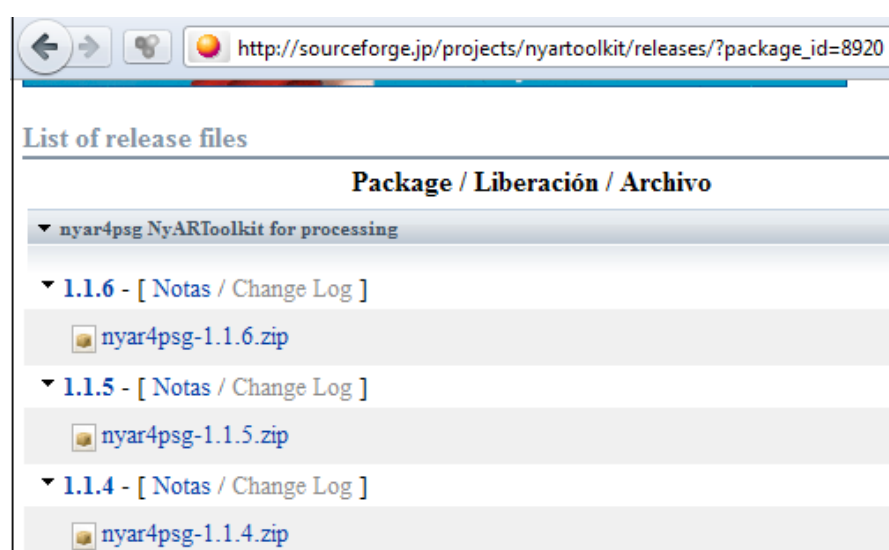 http://sourceforge.jp/projects/nyartoolkit/releases/?package_id=8920
List of release files
Package / Liberación / Archivo
nyar4psg NyARToolkit for processing
1.1.6 - [ Notas / Change Log ]
nyar4psg-1.1.6.zip
1.1.5 - [ Notas / Change Log ]
nyar4psg-1.1.5.zip
1.1.4 - [ Notas / Change Log ]
nyar4psg-1.1.4.zip